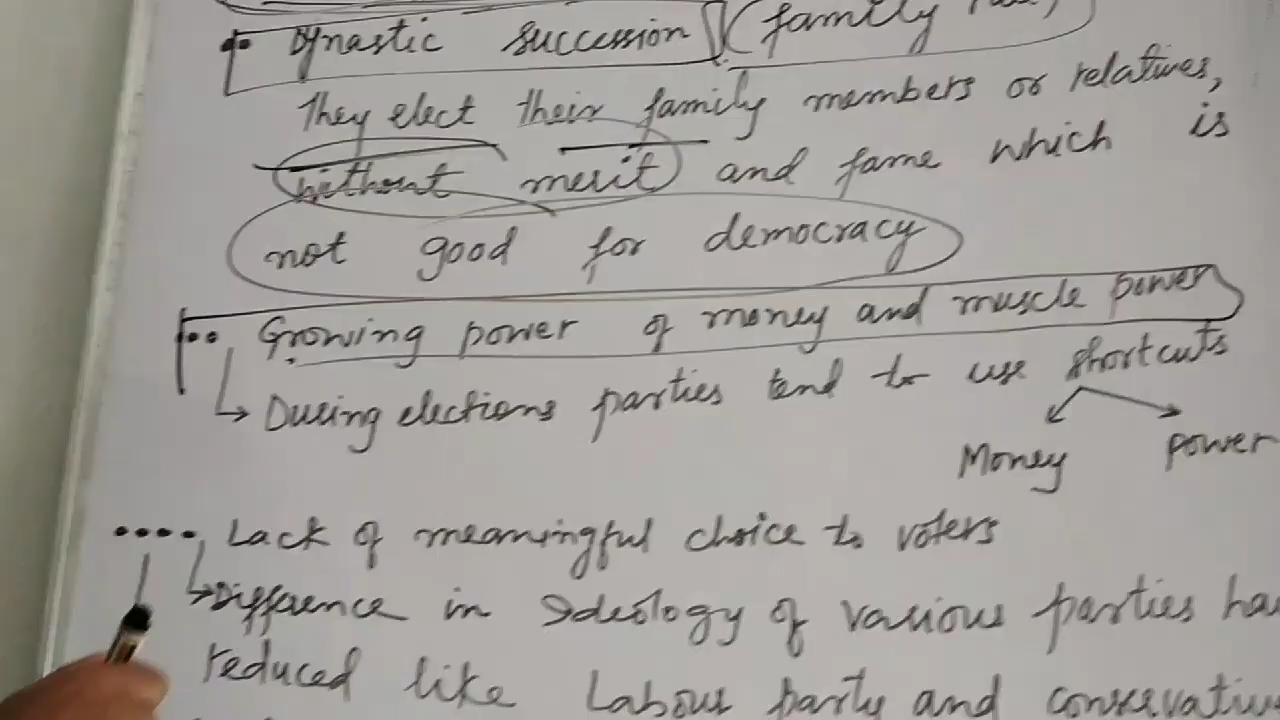 Dynastic succession (family
They elect their family members or relatives,
without merit and fame which is
not good for democracy
Growing power of money and muscle power
During elections parties tend to use shortcuts
Money power
Lack of meaningful choice to voters
Diffaence in Ideology of various parties ha
reduced like Labour party and conservativ